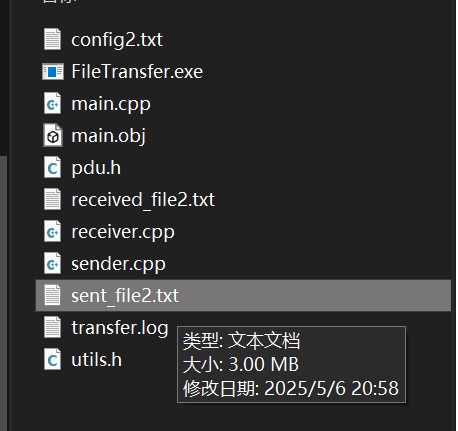 config2.txt
FileTransfer.exe
main.cpp
main.obj
pdu.h
received_file2.txt
receiver.cpp
sender.cpp
sent_file2.txt
transfer.log
类型: 文本文档
大小: 3.00 MB
utils.h
修改日期: 2025/5/6 20:58